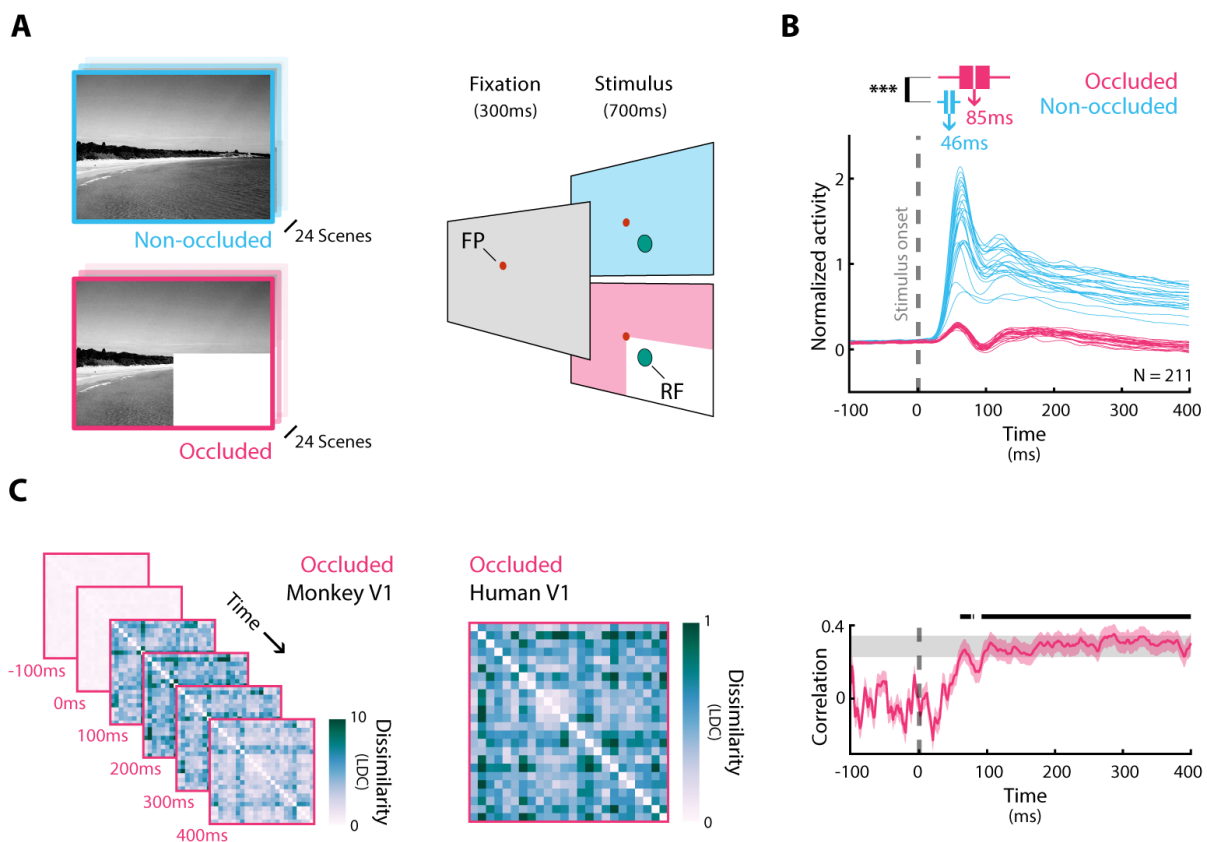 A
Non-occluded
24 Scenes
Occluded
24 Scenes
Fixation
(300ms)
Stimulus
(700ms)
FP
RF
B
***
Occluded
Non-occluded
85ms
46ms
Normalized activity
2
1
0
Stimulus onset
N = 211
-100
0
100
200
300
400
Time
(ms)
C
Occluded
Monkey V1
Time
-100ms
0ms
100ms
200ms
300ms
400ms
10
0
Dissimilarity
(LDC)
Occluded
Human V1
1
0
Dissimilarity
(LDC)
Correlation
0.4
0
-100
0
100
200
300
400
Time
(ms)